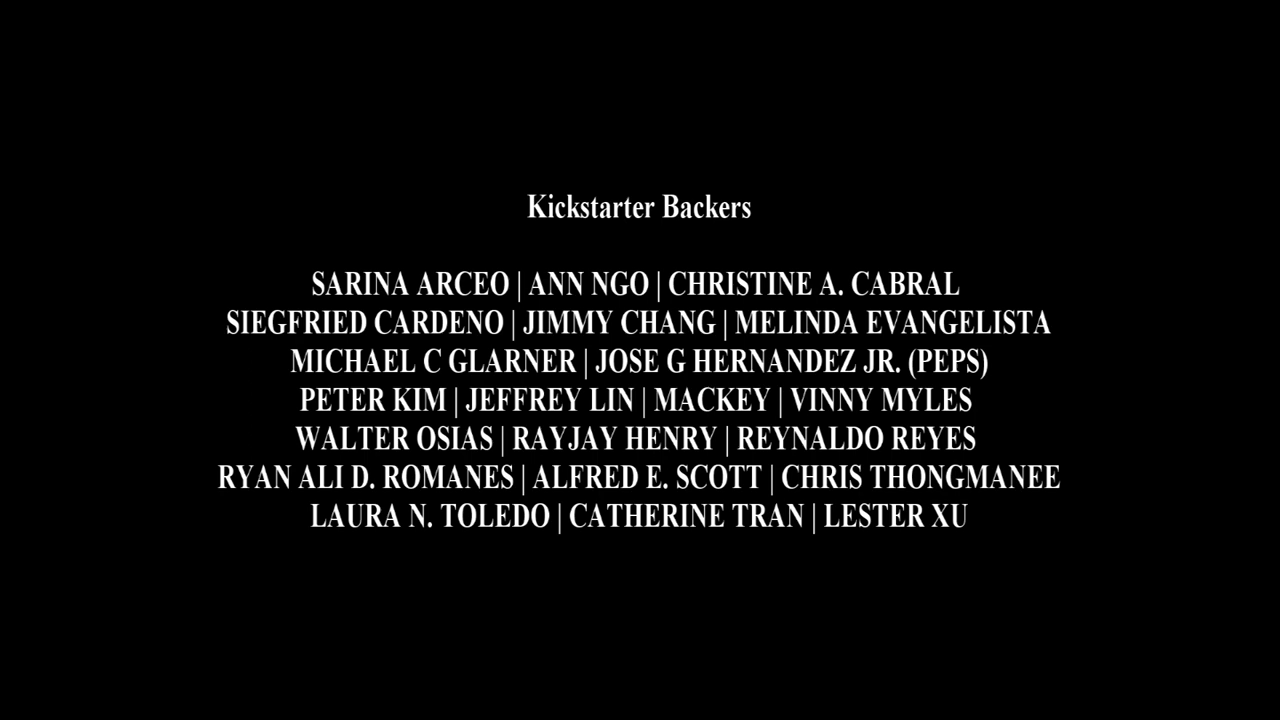 Kickstarter Backers
SARINA ARCEO | ANN NGO | CHRISTINE A. CABRAL
SIEGFRIED CARDENO | JIMMY CHANG | MELINDA EVANGELISTA
MICHAEL C GLARNER | JOSE G HERNANDEZ JR. (PEPS)
PETER KIM | JEFFREY LIN | MACKEY | VINNY MYLES
WALTER OSIAS | RAYJAY HENRY | REYNALDO REYES
RYAN ALI D. ROMANES | ALFRED E. SCOTT | CHRIS THONGMANEE
LAURA N. TOLEDO | CATHERINE TRAN | LESTER XU